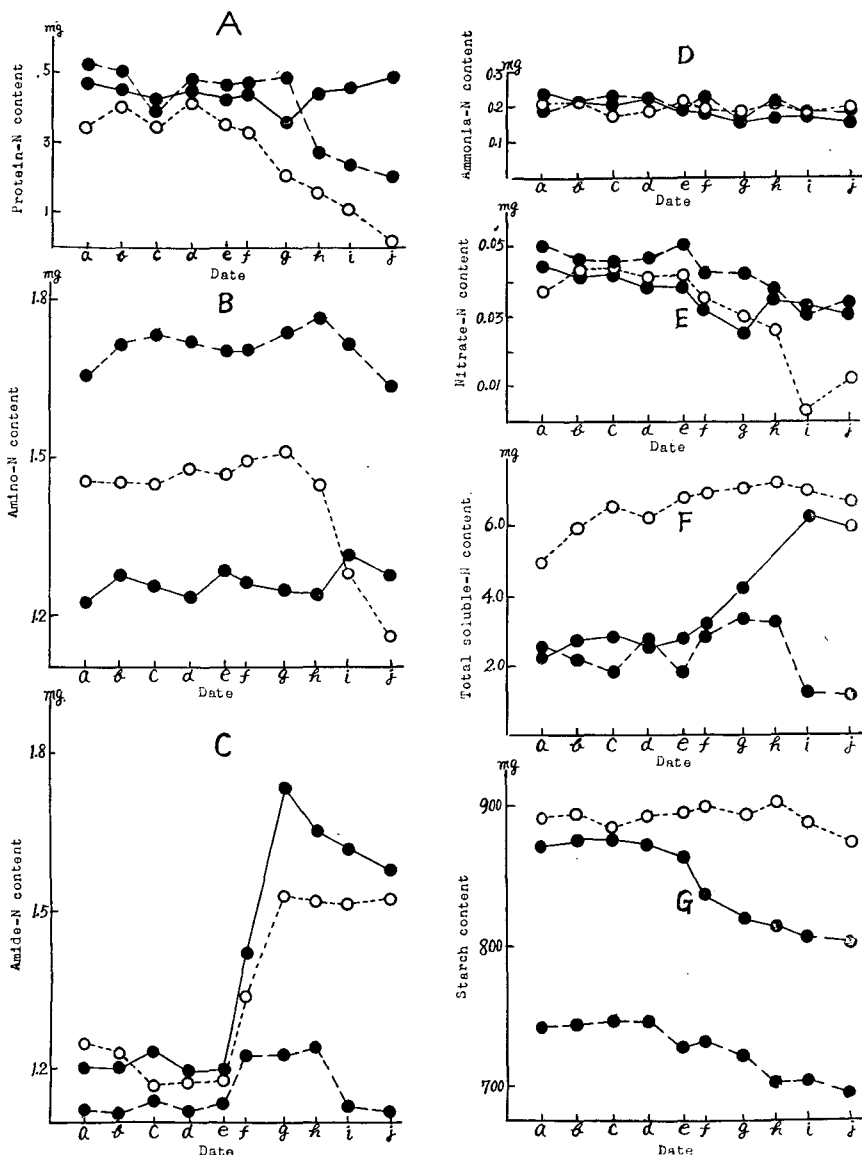 A
mg
.5
3
1
Protein-N content
a b c d e f g h i j
Date
B
mg
1.8
1.5
1.2
Amino-N content
a b c d e f g h i j
Date
C
mg.
1.8
1.5
1.2
Amide-N content
a b c d e f g h i j
Date
D
mg
0.3
0.2
0.1
Ammonia-N content
a b c d e f g h i j
Date
E
mg
0.05
0.03
0.01
Nitrate-N content
a b c d e f g h i j
Date
F
mg
6.0
4.0
2.0
Total soluble-N content.
a b c d e f g h i j
Date
G
mg
900
800
700
Starch content
a b c d e f g h i j
Date